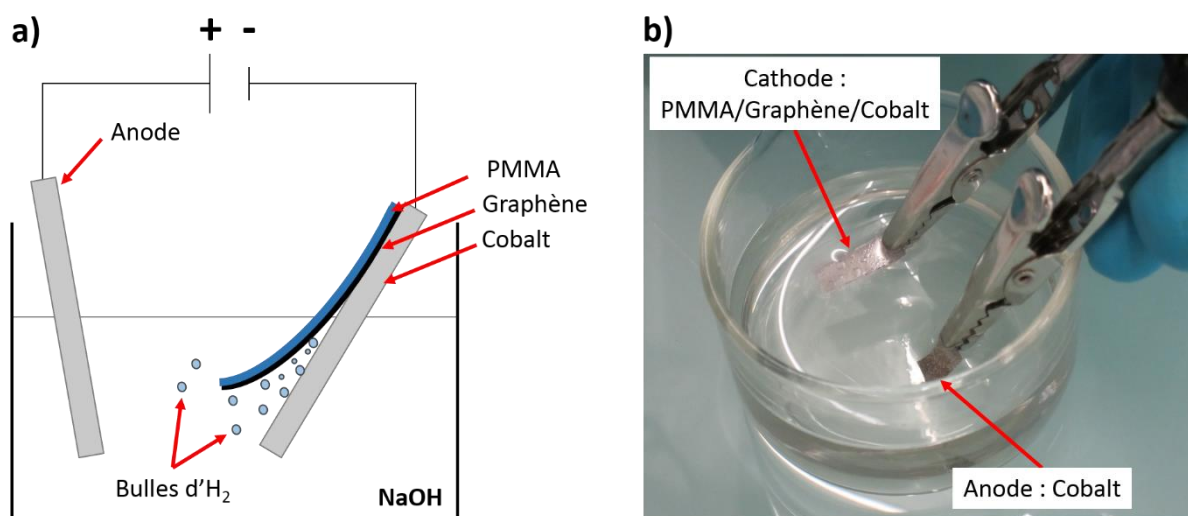 a)
+ -
Anode
PMMA
Graphène
Cobalt
Bulles d'H₂
NaOH
b)
Cathode :
PMMA/Graphène/Cobalt
Anode : Cobalt